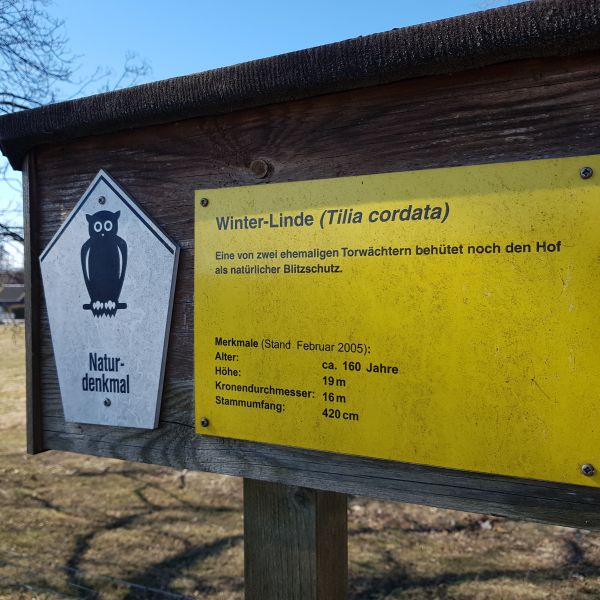 Natur-
denkmal
Winter-Linde (Tilia cordata)
Eine von zwei ehemaligen Torwächtern behütet noch den Hof
als natürlicher Blitzschutz.
Merkmale (Stand Februar 2005):
Alter: ca. 160 Jahre
Höhe: 19 m
Kronendurchmesser: 16 m
Stammumfang: 420 cm